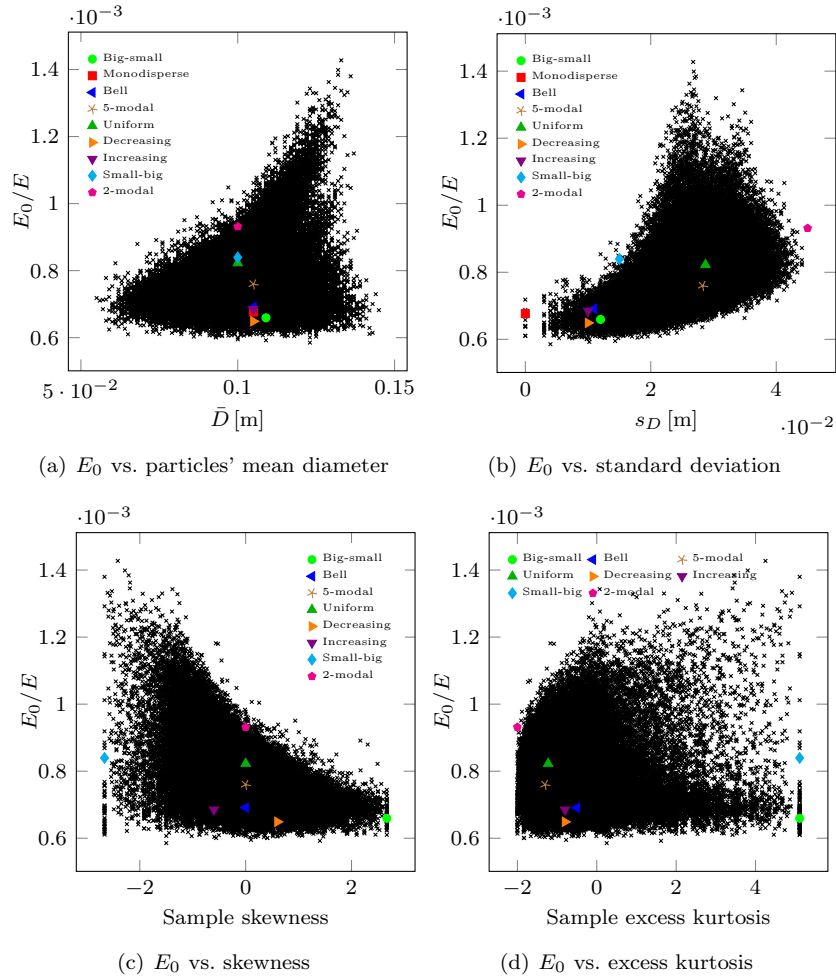 ·10⁻³
1.4
1.2
1
0.8
0.6
E₀/E
Big-small
Monodisperse
Bell
5-modal
Uniform
Decreasing
Increasing
Small-big
2-modal
5 · 10⁻²
0.1
0.15
D̄ [m]
(a) E₀ vs. particles' mean diameter
·10⁻³
1.4
1.2
1
0.8
0.6
E₀/E
Big-small
Monodisperse
Bell
5-modal
Uniform
Decreasing
Increasing
Small-big
2-modal
0
2
4
·10⁻²
s_D [m]
(b) E₀ vs. standard deviation
·10⁻³
1.4
1.2
1
0.8
0.6
E₀/E
Big-small
Bell
5-modal
Uniform
Decreasing
Increasing
Small-big
2-modal
−2
0
2
Sample skewness
(c) E₀ vs. skewness
·10⁻³
1.4
1.2
1
0.8
0.6
E₀/E
Big-small Bell 5-modal
Uniform Decreasing Increasing
Small-big 2-modal
−2
0
2
4
Sample excess kurtosis
(d) E₀ vs. excess kurtosis